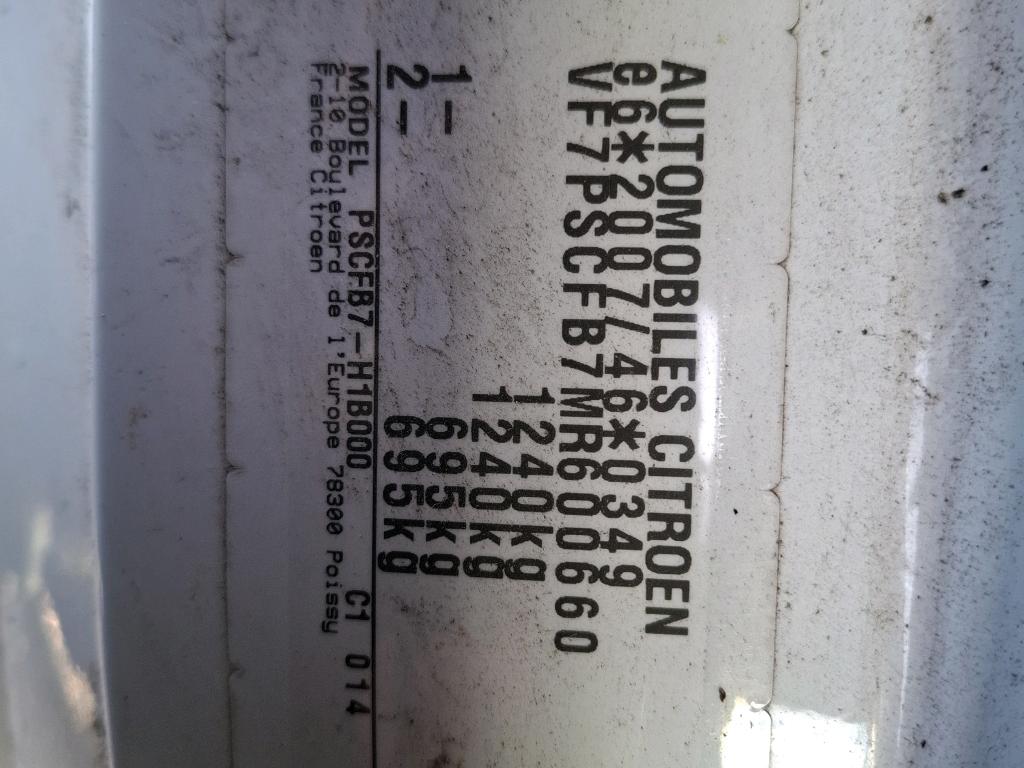 AUTOMOBILES CITROEN
e6*2007/46*0349
VF7PSCFB7MR600660
1240kg
1240kg
1- 695kg
2- 695kg
MODEL PSCFB7-H1B000 C1 014
2-10 Boulevard de l'Europe 78300 Poissy
France Citroen